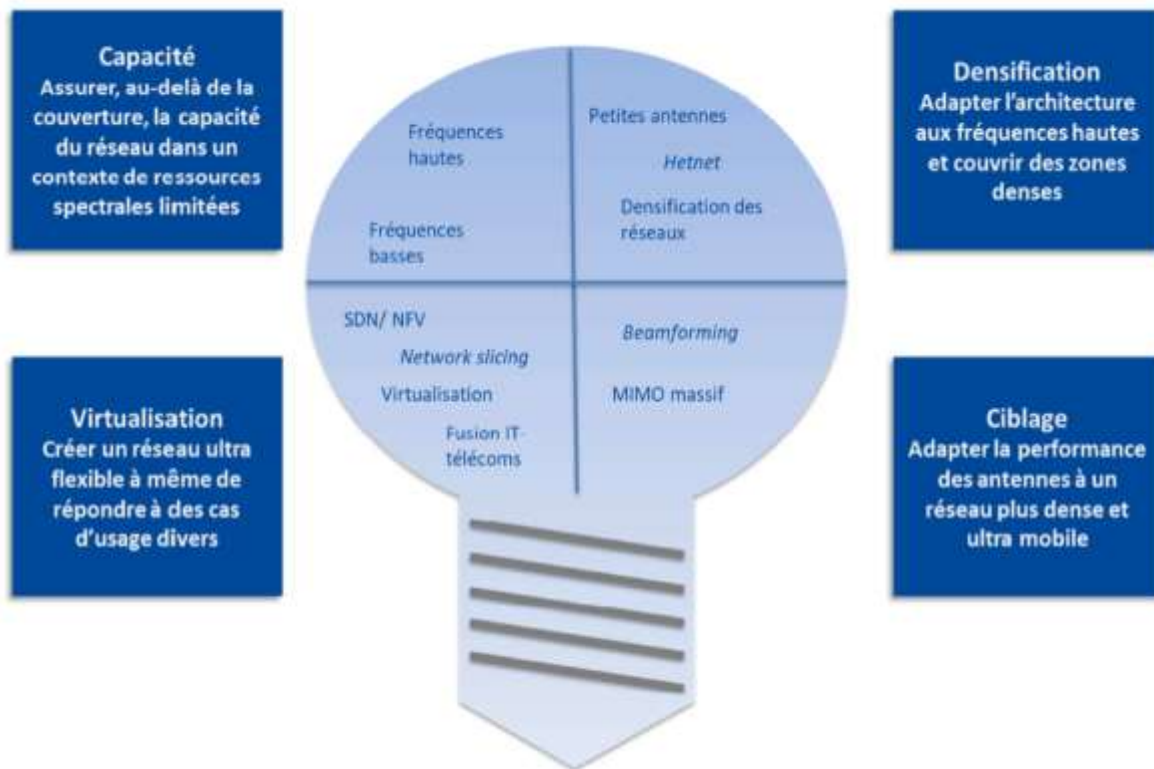 Capacité
Assurer, au-delà de la
couverture, la capacité
du réseau dans un
contexte de ressources
spectrales limitées
Fréquences
hautes
Fréquences
basses
Petites antennes
Hetnet
Densification des
réseaux
Densification
Adapter l'architecture
aux fréquences hautes
et couvrir des zones
denses
Virtualisation
Créer un réseau ultra
flexible à même de
répondre à des cas
d'usage divers
SDN/ NFV
Network slicing
Virtualisation
Fusion IT-
télécoms
Beamforming
MIMO massif
Ciblage
Adapter la performance
des antennes à un
réseau plus dense et
ultra mobile